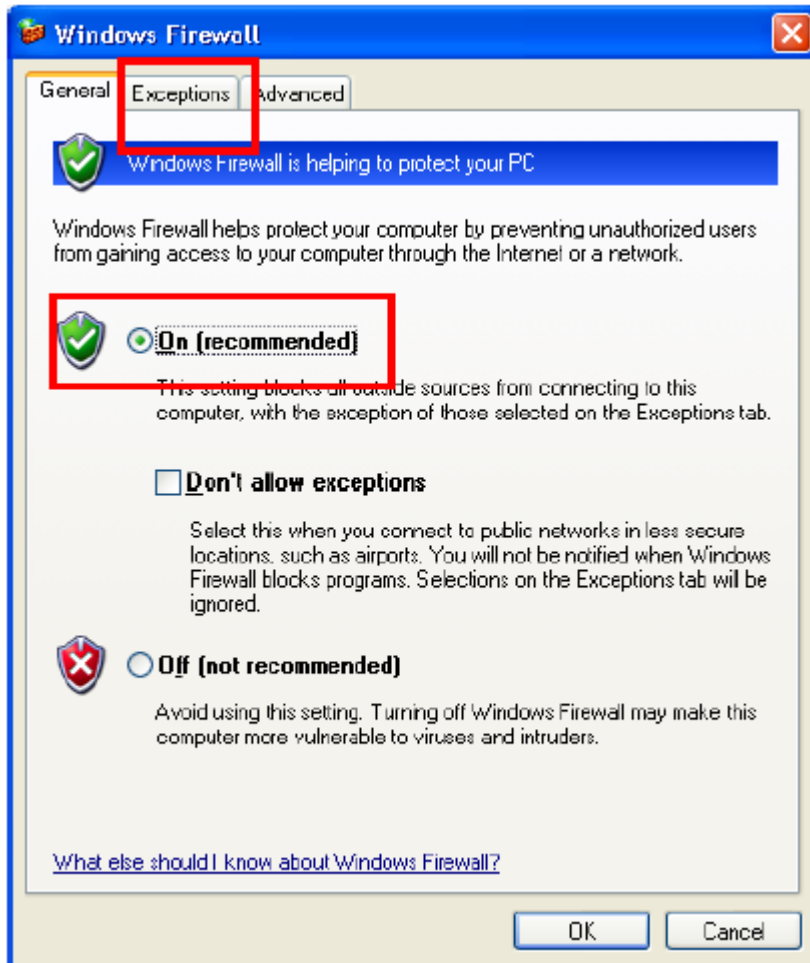 Windows Firewall
General Exceptions Advanced
Windows Firewall is helping to protect your PC
Windows Firewall helps protect your computer by preventing unauthorized users
from gaining access to your computer through the Internet or a network.
On (recommended)
This setting blocks all outside sources from connecting to this
computer, with the exception of those selected on the Exceptions tab.
Don't allow exceptions
Select this when you connect to public networks in less secure
locations, such as airports. You will not be notified when Windows
Firewall blocks programs. Selections on the Exceptions tab will be
ignored.
Off (not recommended)
Avoid using this setting. Turning off Windows Firewall may make this
computer more vulnerable to viruses and intruders.
What else should I know about Windows Firewall?
OK Cancel